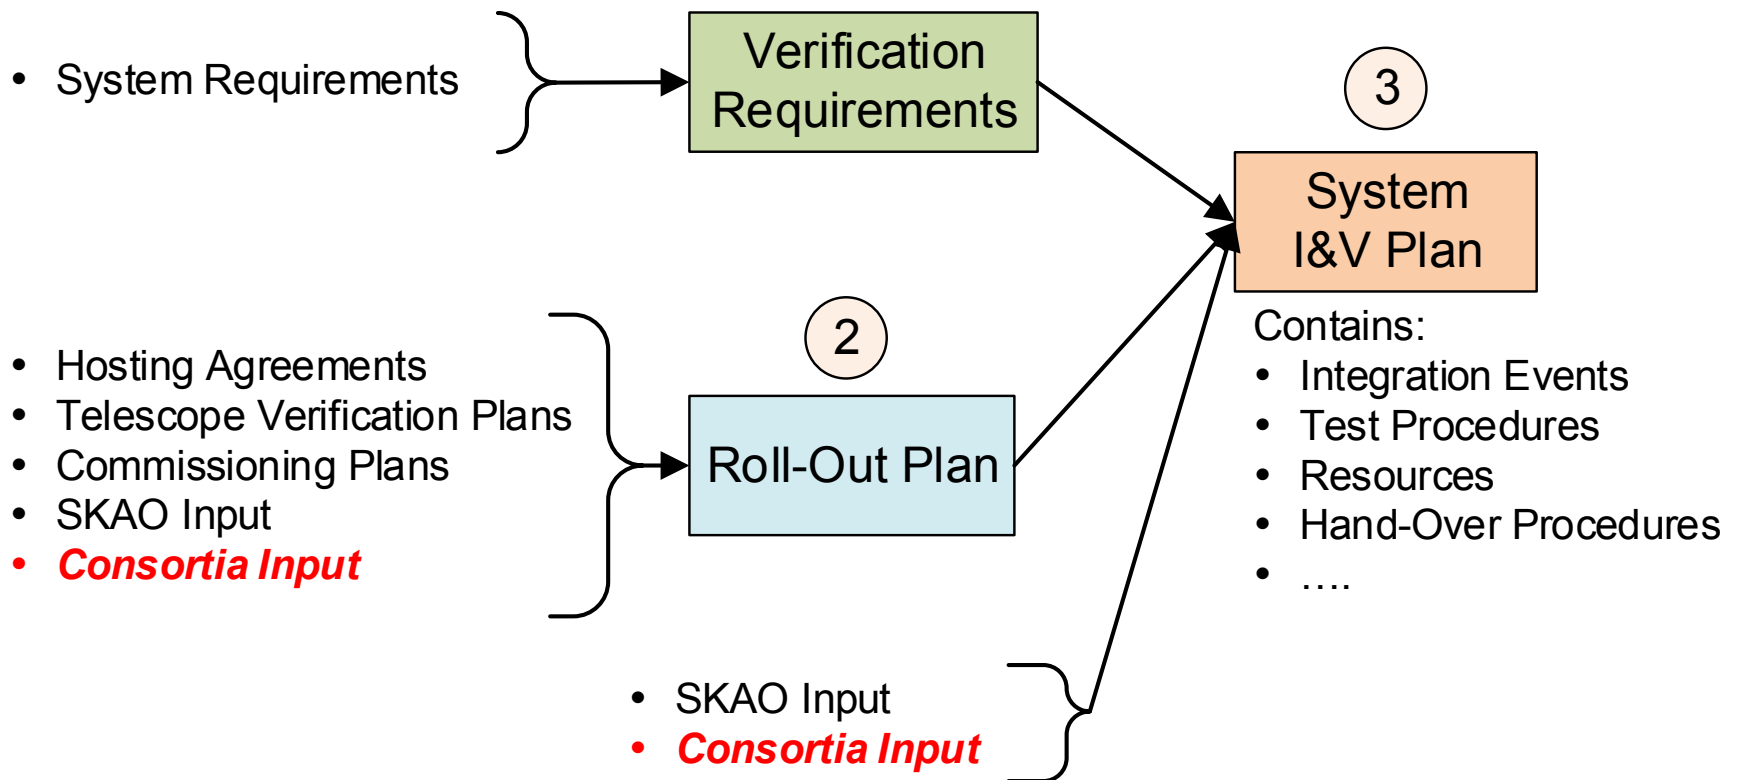 • System Requirements
Verification
Requirements
3
System
I&V Plan
2
• Hosting Agreements
• Telescope Verification Plans
• Commissioning Plans
• SKAO Input
• Consortia Input
Roll-Out Plan
Contains:
• Integration Events
• Test Procedures
• Resources
• Hand-Over Procedures
• ....
• SKAO Input
• Consortia Input